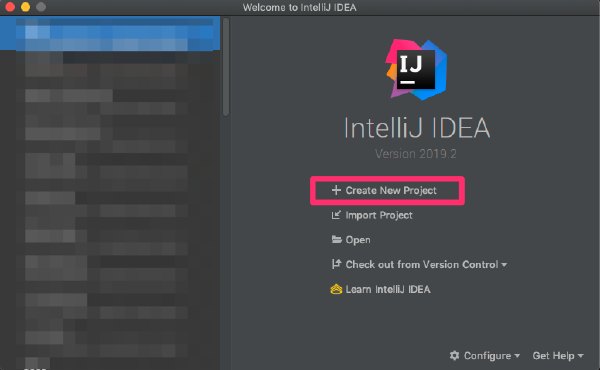 Welcome to IntelliJ IDEA
IJ
IntelliJ IDEA
Version 2019.2
Create New Project
Import Project
Open
Check out from Version Control
Learn IntelliJ IDEA
Configure
Get Help